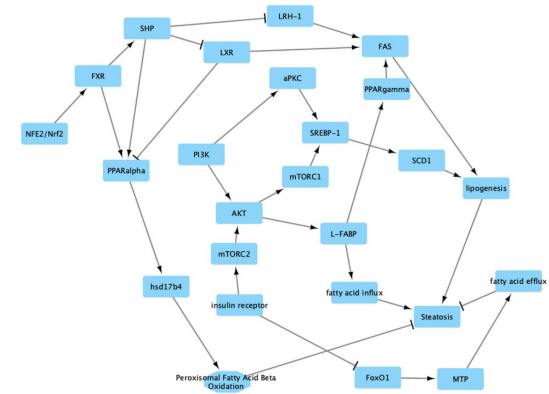 LRH-1
SHP
LXR
FAS
FXR
aPKC
PPARgamma
NFE2/Nrf2
SREBP-1
PI3K
SCD1
PPARalpha
mTORC1
lipogenesis
AKT
L-FABP
mTORC2
hsd17b4
fatty acid influx
fatty acid efflux
insulin receptor
Steatosis
Peroxisomal Fatty Acid Beta
Oxidation
FoxO1
MTP